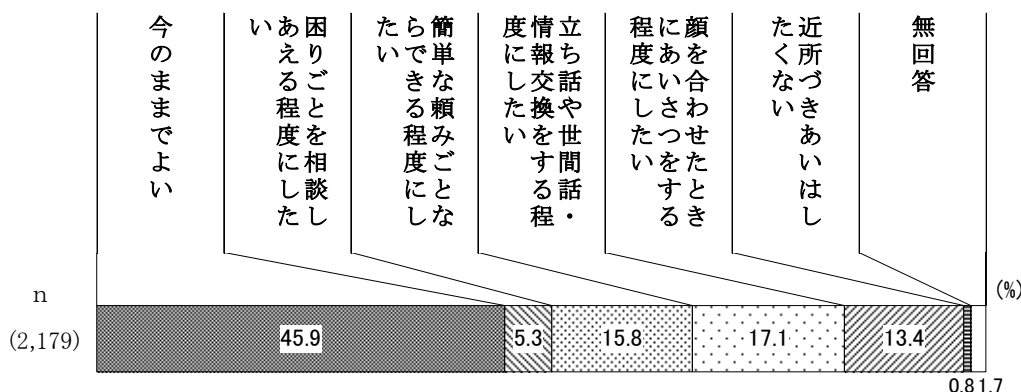 今のままでよい
困りごとを相談し
あえる程度にした
い
簡単な頼みごとな
らできる程度にし
たい
立ち話や世間話・
情報交換をする程
度にしたい
顔を合わせたとき
にあいさつをする
程度にしたい
近所づきあいはし
たくない
無回答
(%)
n
(2,179)
45.9
5.3
15.8
17.1
13.4
0.8
1.7